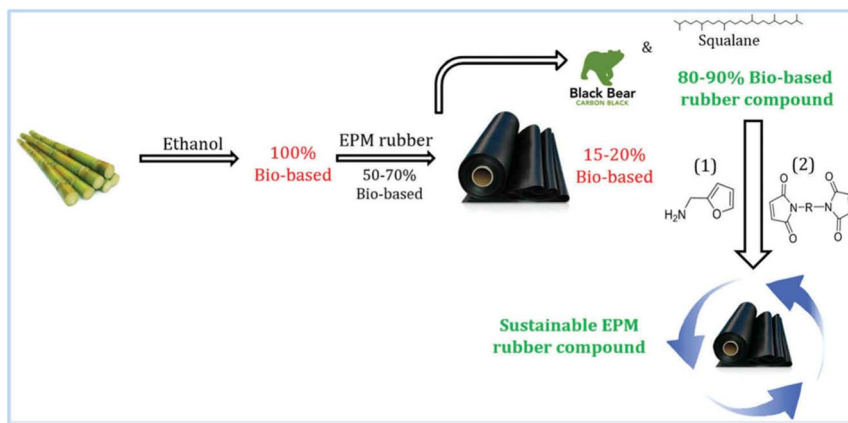 &
Squalane
Black Bear
CARBON BLACK
80-90% Bio-based
rubber compound
Ethanol
100%
Bio-based
EPM rubber
50-70%
Bio-based
15-20%
Bio-based
(1)
(2)
H₂N
O
O
O
N-R-N
O
O
Sustainable EPM
rubber compound